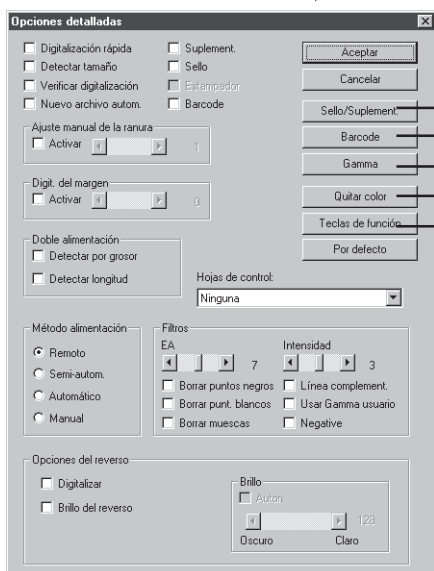 Opciones detalladas
Digitalización rápida
Detectar tamaño
Verificar digitalización
Nuevo archivo autom.
Suplement.
Sello
Estampador
Barcode
Aceptar
Cancelar
Sello/Suplement.
Barcode
Gamma
Quitar color
Teclas de función
Por defecto
Ajuste manual de la ranura
Activar 1
Digit. del margen
Activar 0
Doble alimentación
Detectar por grosor
Detectar longitud
Hojas de control:
Ninguna
Método alimentación
Remoto
Semi-autom.
Automático
Manual
Filtros
EA
7
Intensidad
3
Borrar puntos negros
Borrar punt. blancos
Borrar muescas
Línea complement.
Usar Gamma usuario
Negative
Opciones del reverso
Digitalizar
Brillo del reverso
Brillo
Auton
128
Oscuro Claro